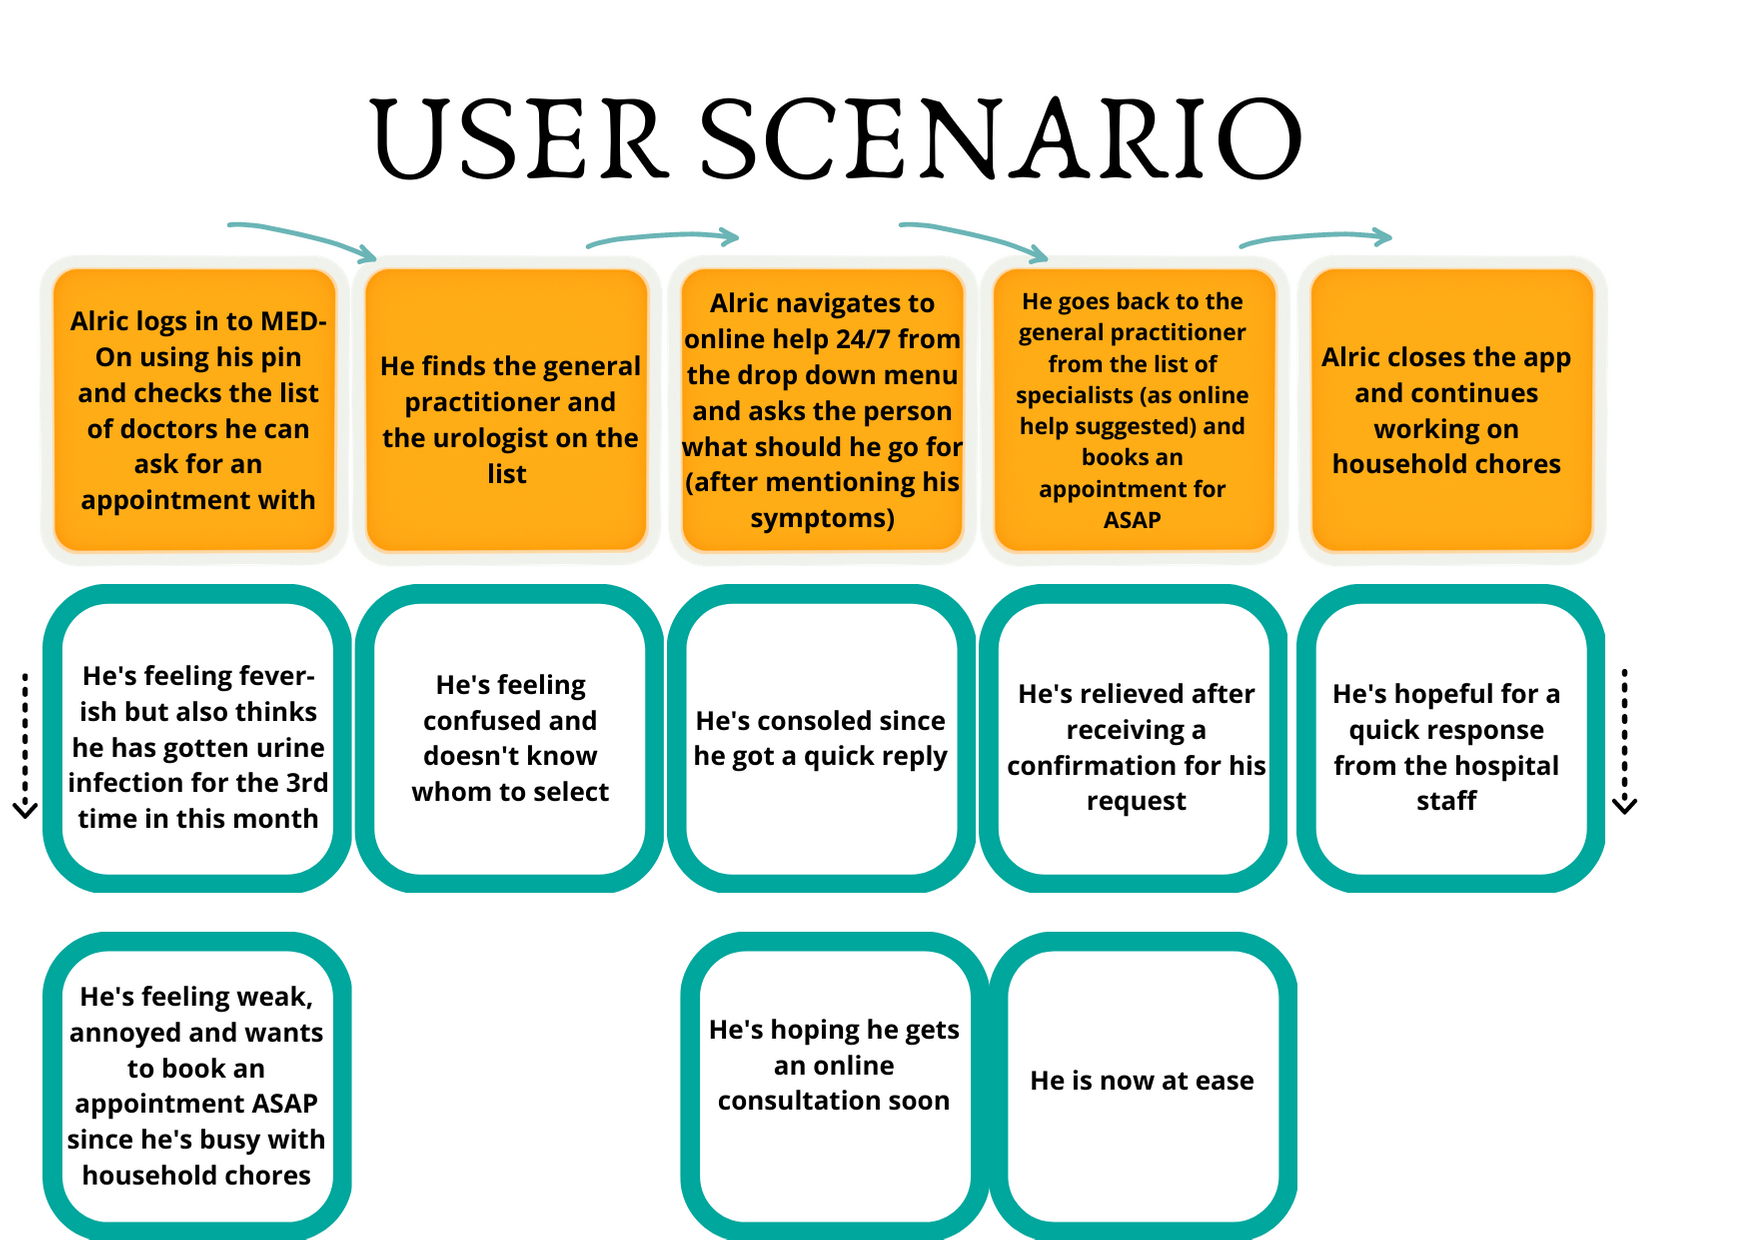 USER SCENARIO
Alric logs in to MED-
On using his pin
and checks the list
of doctors he can
ask for an
appointment with
He finds the general
practitioner and
the urologist on the
list
Alric navigates to
online help 24/7 from
the drop down menu
and asks the person
what should he go for
(after mentioning his
symptoms)
He goes back to the
general practitioner
from the list of
specialists (as online
help suggested) and
books an
appointment for
ASAP
Alric closes the app
and continues
working on
household chores
He's feeling fever-
ish but also thinks
he has gotten urine
infection for the 3rd
time in this month
He's feeling
confused and
doesn't know
whom to select
He's consoled since
he got a quick reply
He's relieved after
receiving a
confirmation for his
request
He's hopeful for a
quick response
from the hospital
staff
He's feeling weak,
annoyed and wants
to book an
appointment ASAP
since he's busy with
household chores
He's hoping he gets
an online
consultation soon
He is now at ease